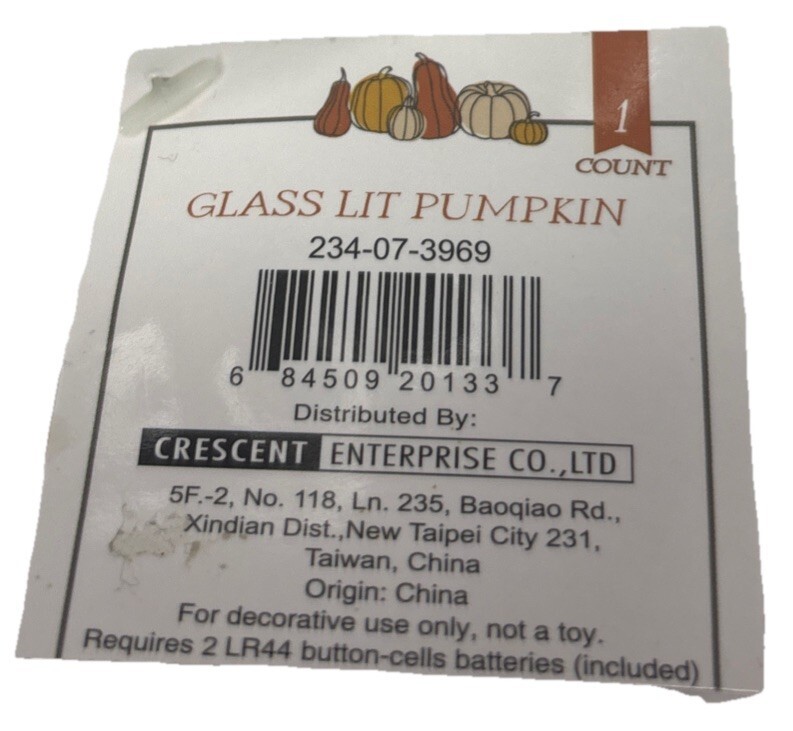 1
COUNT
GLASS LIT PUMPKIN
234-07-3969
6 84509 20133 7
Distributed By:
CRESCENT ENTERPRISE CO.,LTD
5F.-2, No. 118, Ln. 235, Baoqiao Rd.,
Xindian Dist.,New Taipei City 231,
Taiwan, China
Origin: China
For decorative use only, not a toy.
Requires 2 LR44 button-cells batteries (included)